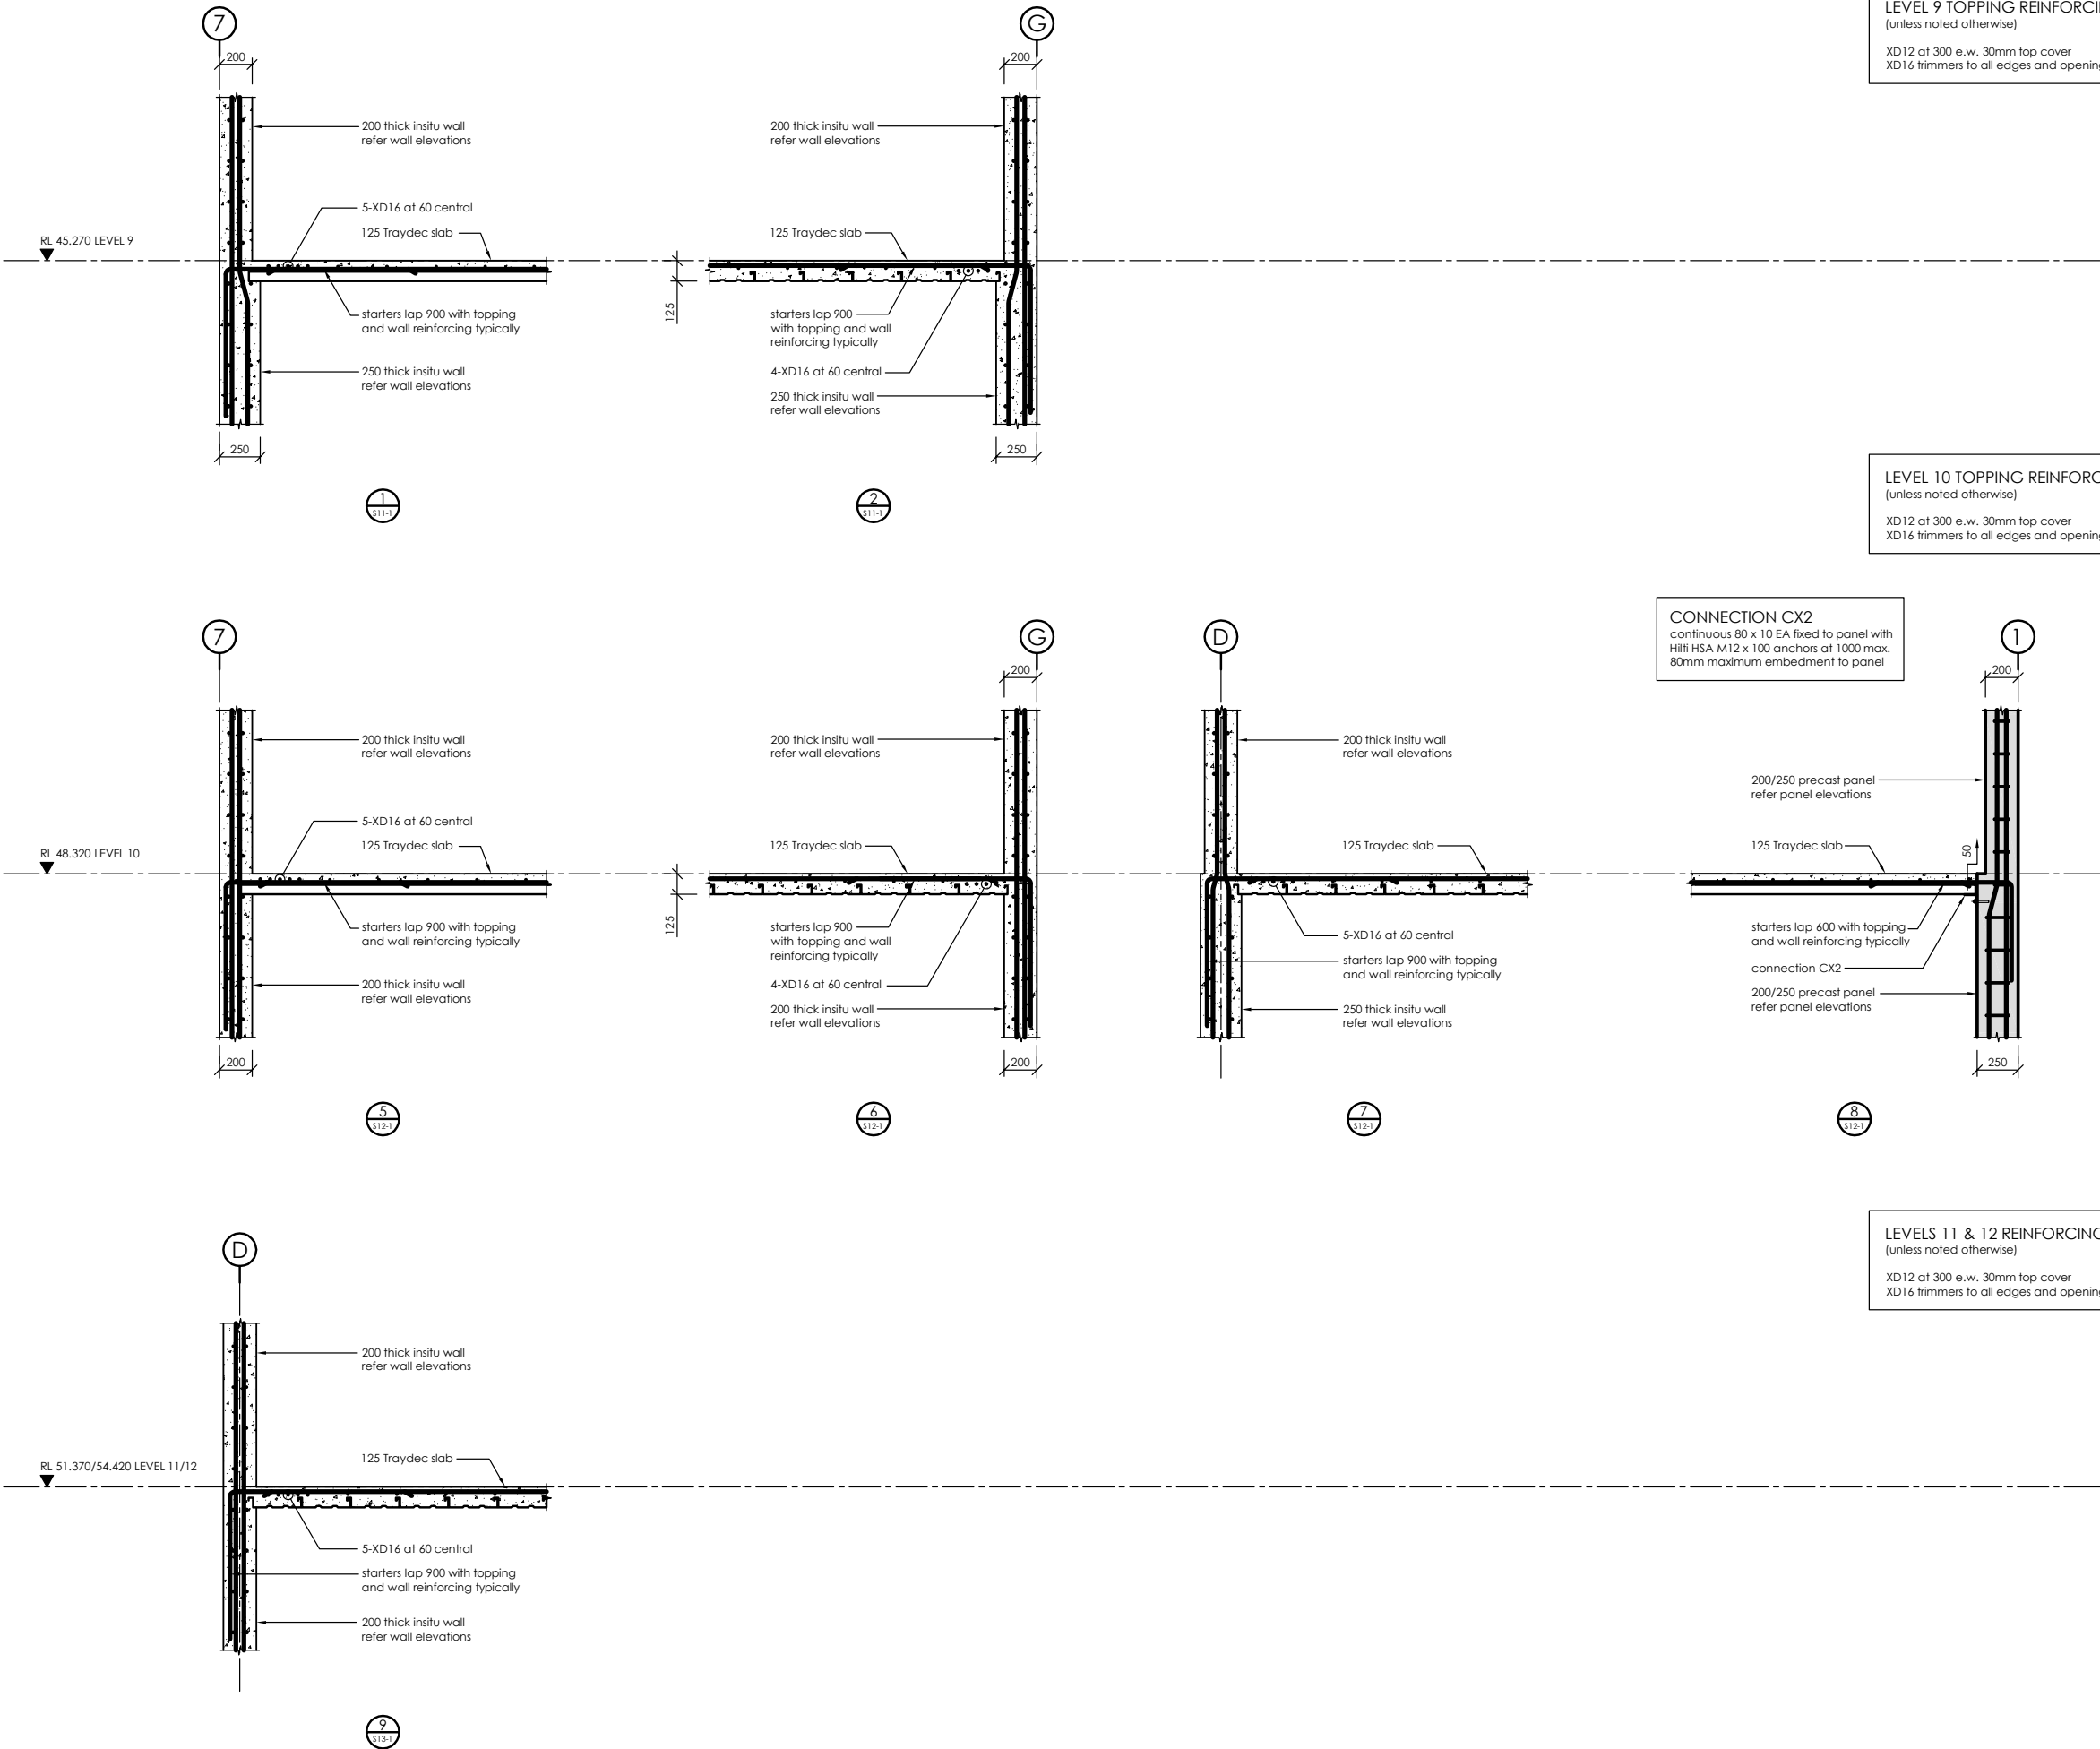 7
200
200 thick insitu wall
refer wall elevations
5-XD16 at 60 central
125 Traydec slab
RL 45.270 LEVEL 9
starters lap 900 with topping
and wall reinforcing typically
250 thick insitu wall
refer wall elevations
250
1
S11-1
G
200
200 thick insitu wall
refer wall elevations
125 Traydec slab
125
starters lap 900
with topping and wall
reinforcing typically
4-XD16 at 60 central
250 thick insitu wall
refer wall elevations
250
2
S11-1
LEVEL 9 TOPPING
(unless noted otherwise)
XD12 at 300 e.w. 30mm top cover
XD16 trimmers to all edges and
LEVEL 10 TOPPING
(unless noted otherwise)
XD12 at 300 e.w. 30mm top cover
XD16 trimmers to all edges and
7
200 thick insitu wall
refer wall elevations
5-XD16 at 60 central
125 Traydec slab
RL 48.320 LEVEL 10
starters lap 900 with topping
and wall reinforcing typically
200 thick insitu wall
refer wall elevations
200
5
S12-1
G
200
200 thick insitu wall
refer wall elevations
125 Traydec slab
125
starters lap 900
with topping and wall
reinforcing typically
4-XD16 at 60 central
200 thick insitu wall
refer wall elevations
200
6
S12-1
D
200 thick insitu wall
refer wall elevations
125 Traydec slab
5-XD16 at 60 central
starters lap 900 with topping
and wall reinforcing typically
250 thick insitu wall
refer wall elevations
7
S12-1
CONNECTION CX2
continuous 80 x 10 EA fixed to panel with
Hilti HSA M12 x 100 anchors at 1000 max.
80mm maximum embedment to panel
1
200
200/250 precast panel
refer panel elevations
50
125 Traydec slab
starters lap 600 with topping
and wall reinforcing typically
connection CX2
200/250 precast panel
refer panel elevations
250
8
S12-1
D
200 thick insitu wall
refer wall elevations
125 Traydec slab
RL 51.370/54.420 LEVEL 11/12
5-XD16 at 60 central
starters lap 900 with topping
and wall reinforcing typically
200 thick insitu wall
refer wall elevations
9
S13-1
LEVELS 11 & 12
(unless noted otherwise)
XD12 at 300 e.w. 30mm top cover
XD16 trimmers to all edges and